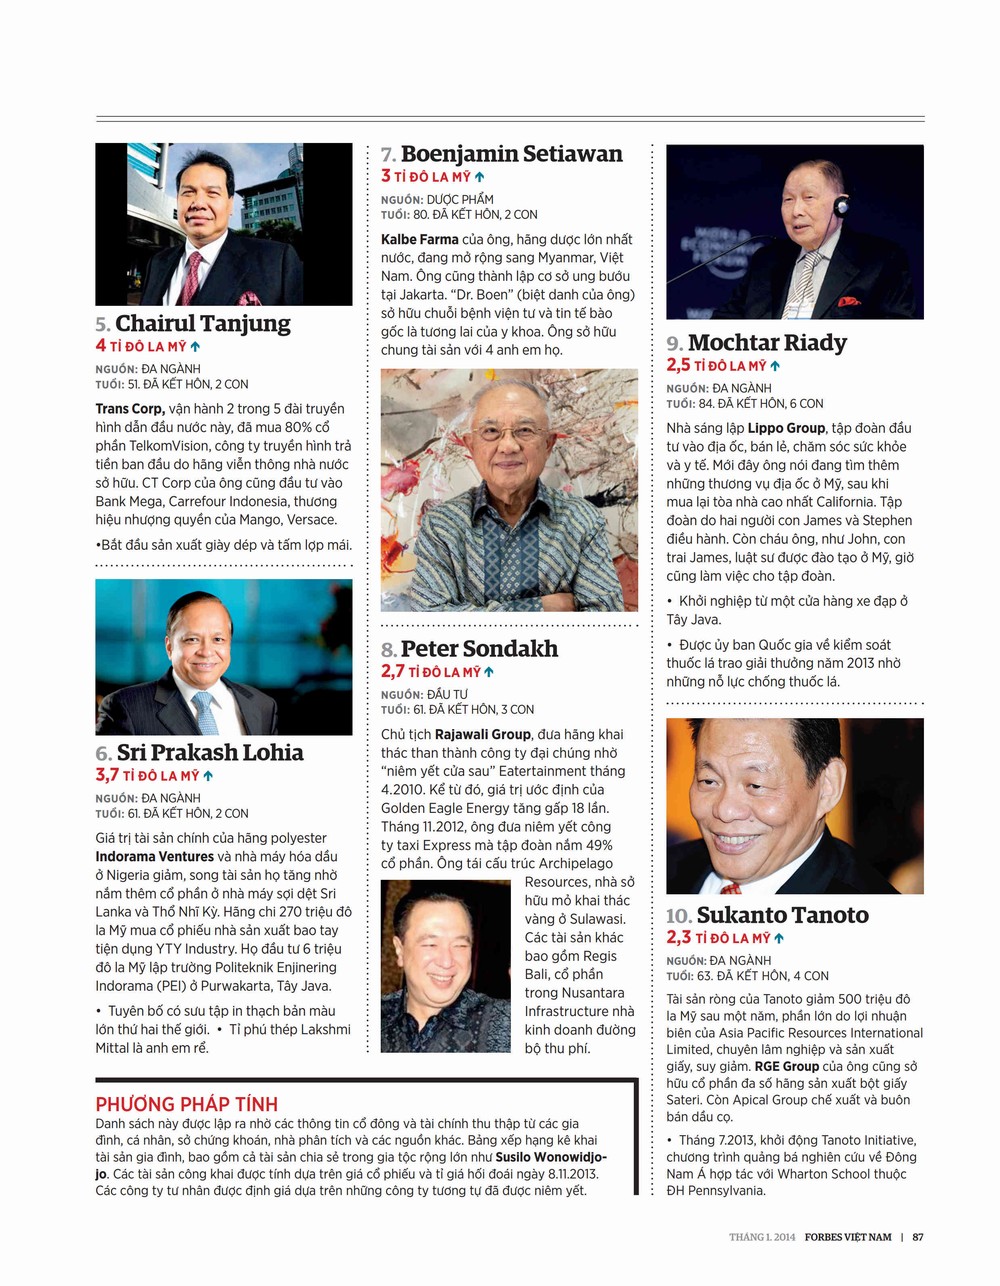 5. Chairul Tanjung
4 TỈ ĐÔ LA MỸ
NGUỒN: ĐA NGÀNH
TUỔI: 51. ĐÃ KẾT HÔN, 2 CON
Trans Corp, vận hành 2 trong 5 đài truyền
hình dẫn đầu nước này, đã mua 80% cổ
phần TelkomVision, công ty truyền hình trả
tiền ban đầu do hãng viễn thông nhà nước
sở hữu. CT Corp của ông cũng đầu tư vào
Bank Mega, Carrefour Indonesia, thương
hiệu nhượng quyền của Mango, Versace.
•Bắt đầu sản xuất giày dép và tấm lợp mái.
6. Sri Prakash Lohia
3,7 TỈ ĐÔ LA MỸ
NGUỒN: ĐA NGÀNH
TUỔI: 61. ĐÃ KẾT HÔN, 2 CON
Giá trị tài sản chính của hãng polyester
Indorama Ventures và nhà máy hóa dầu
ở Nigeria giảm, song tài sản họ tăng nhờ
nắm thêm cổ phần ở nhà máy sợi dệt Sri
Lanka và Thổ Nhĩ Kỳ. Hãng chi 270 triệu đô
la Mỹ mua cổ phiếu nhà sản xuất bao tay
tiện dụng YTY Industry. Họ đầu tư 6 triệu
đô la Mỹ lập trường Politeknik Enjinering
Indorama (PEI) ở Purwakarta, Tây Java.
• Tuyên bố có sưu tập in thạch bản màu
lớn thứ hai thế giới. • Tỉ phú thép Lakshmi
Mittal là anh em rể.
7. Boenjamin Setiawan
3 TỈ ĐÔ LA MỸ
NGUỒN: DƯỢC PHẨM
TUỔI: 80. ĐÃ KẾT HÔN, 2 CON
Kalbe Farma của ông, hãng dược lớn nhất
nước, đang mở rộng sang Myanmar, Việt
Nam. Ông cũng thành lập cơ sở ung bướu
tại Jakarta. “Dr. Boen” (biệt danh của ông)
sở hữu chuỗi bệnh viện tư và tin tế bào
gốc là tương lai của y khoa. Ông sở hữu
chung tài sản với 4 anh em họ.
8. Peter Sondakh
2,7 TỈ ĐÔ LA MỸ
NGUỒN: ĐẦU TƯ
TUỔI: 61. ĐÃ KẾT HÔN, 3 CON
Chủ tịch Rajawali Group, đưa hãng khai
thác than thành công ty đại chúng nhờ
“niêm yết cửa sau” Eatertainment tháng
4.2010. Kể từ đó, giá trị ước định của
Golden Eagle Energy tăng gấp 18 lần.
Tháng 11.2012, ông đưa niêm yết công
ty taxi Express mà tập đoàn nắm 49%
cổ phần. Ông tái cấu trúc Archipelago
Resources, nhà sở
hữu mỏ khai thác
vàng ở Sulawasi.
Các tài sản khác
bao gồm Regis
Bali, cổ phần
trong Nusantara
Infrastructure nhà
kinh doanh đường
bộ thu phí.
WORLD
ECONOMIC
FORUM
9. Mochtar Riady
2,5 TỈ ĐÔ LA MỸ
NGUỒN: ĐA NGÀNH
TUỔI: 84. ĐÃ KẾT HÔN, 6 CON
Nhà sáng lập Lippo Group, tập đoàn đầu
tư vào địa ốc, bán lẻ, chăm sóc sức khỏe
và y tế. Mới đây ông nói đang tìm thêm
những thương vụ địa ốc ở Mỹ, sau khi
mua lại tòa nhà cao nhất California. Tập
đoàn do hai người con James và Stephen
điều hành. Còn cháu ông, như John, con
trai James, luật sư được đào tạo ở Mỹ, giờ
cũng làm việc cho tập đoàn.
• Khởi nghiệp từ một cửa hàng xe đạp ở
Tây Java.
• Được ủy ban Quốc gia về kiểm soát
thuốc lá trao giải thưởng năm 2013 nhờ
những nỗ lực chống thuốc lá.
10. Sukanto Tanoto
2,3 TỈ ĐÔ LA MỸ
NGUỒN: ĐA NGÀNH
TUỔI: 63. ĐÃ KẾT HÔN, 4 CON
Tài sản ròng của Tanoto giảm 500 triệu đô
la Mỹ sau một năm, phần lớn do lợi nhuận
biên của Asia Pacific Resources International
Limited, chuyên lâm nghiệp và sản xuất
giấy, suy giảm. RGE Group của ông cũng sở
hữu cổ phần đa số hãng sản xuất bột giấy
Sateri. Còn Apical Group chế xuất và buôn
bán dầu cọ.
• Tháng 7.2013, khởi động Tanoto Initiative,
chương trình quảng bá nghiên cứu về Đông
Nam Á hợp tác với Wharton School thuộc
ĐH Pennsylvania.
PHƯƠNG PHÁP TÍNH
Danh sách này được lập ra nhờ các thông tin cổ đông và tài chính thu thập từ các gia
đình, cá nhân, sở chứng khoán, nhà phân tích và các nguồn khác. Bảng xếp hạng kê khai
tài sản gia đình, bao gồm cả tài sản chia sẻ trong gia tộc rộng lớn như Susilo Wonowidjo-
jo. Các tài sản công khai được tính dựa trên giá cổ phiếu và tỉ giá hối đoái ngày 8.11.2013.
Các công ty tư nhân được định giá dựa trên những công ty tương tự đã được niêm yết.
THÁNG 1. 2014 FORBES VIỆT NAM | 87